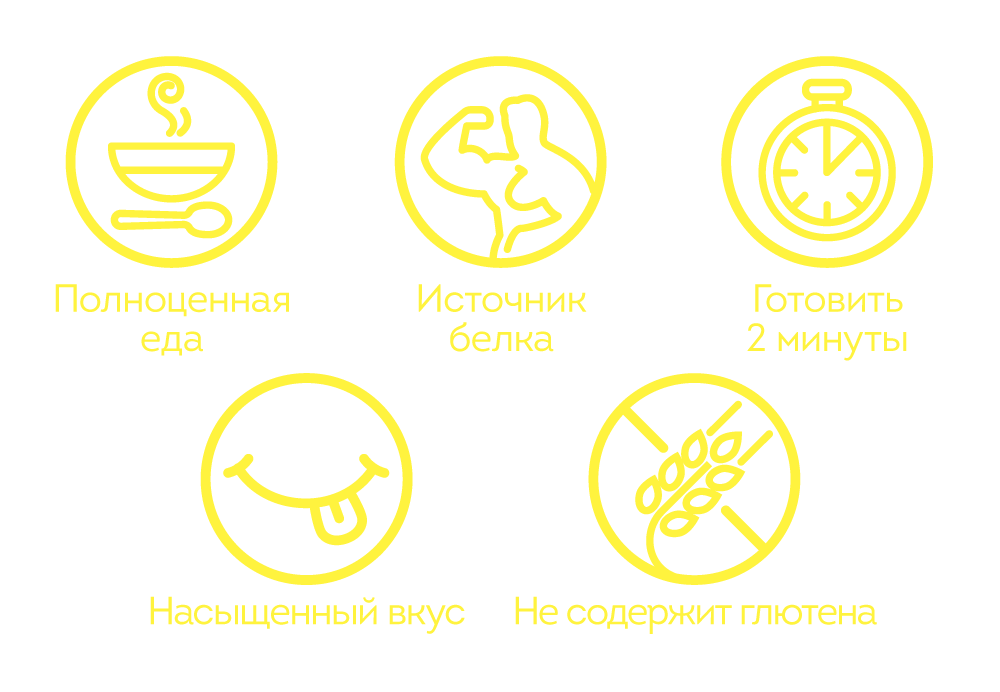 Полноценная
еда
Источник
белка
Готовить
2 минуты
Насыщенный вкус
Не содержит глютена